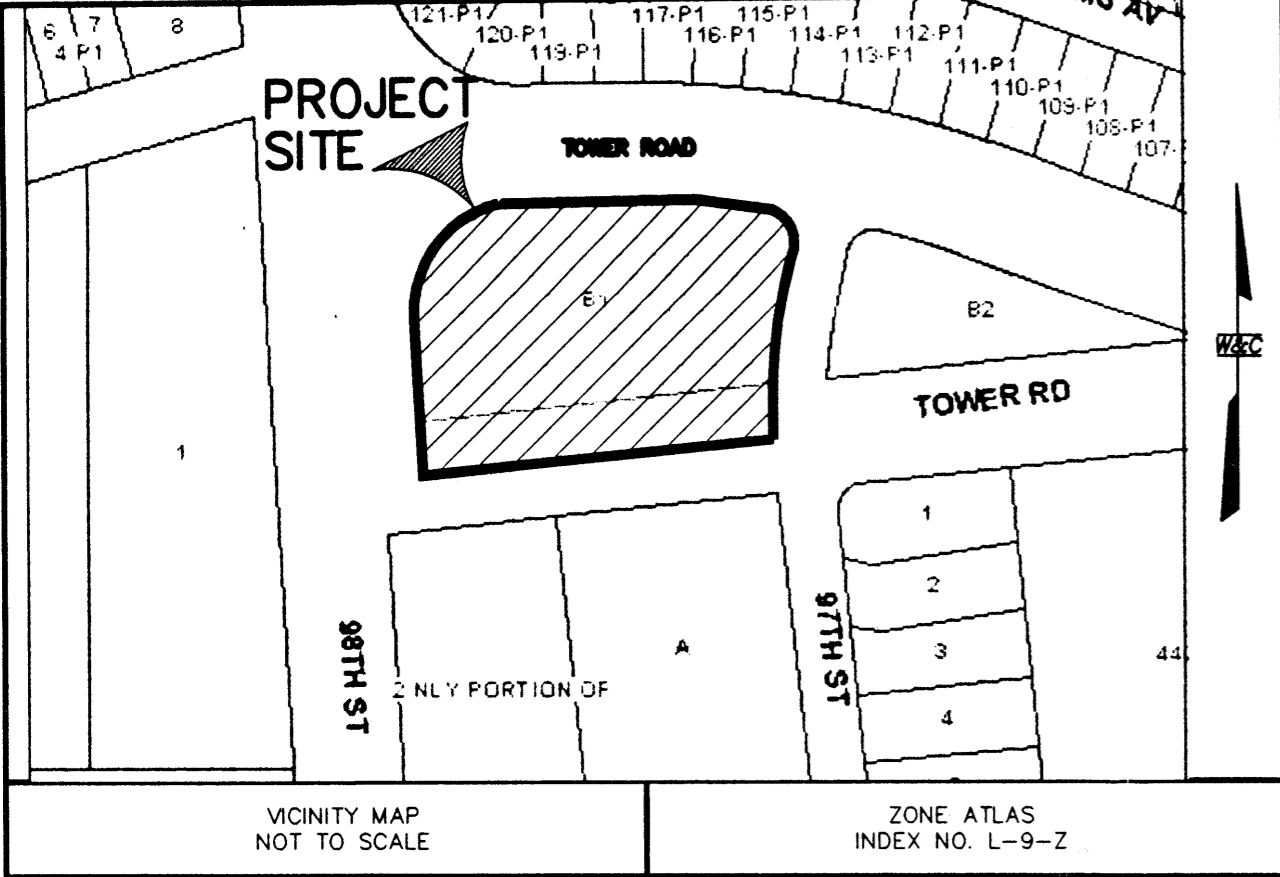 6
7
8
4 P1
121-P1
120-P1
119-P1
117-P1
116-P1
115-P1
114-P1
113-P1
112-P1
111-P1
110-P1
109-P1
108-P1
107-
AV
PROJECT
SITE
TOWER ROAD
B2
W&C
TOWER RD
1
1
2
3
4
44
A
2 NLY PORTION OF
98TH ST
97TH ST
VICINITY MAP
NOT TO SCALE
ZONE ATLAS
INDEX NO. L-9-Z